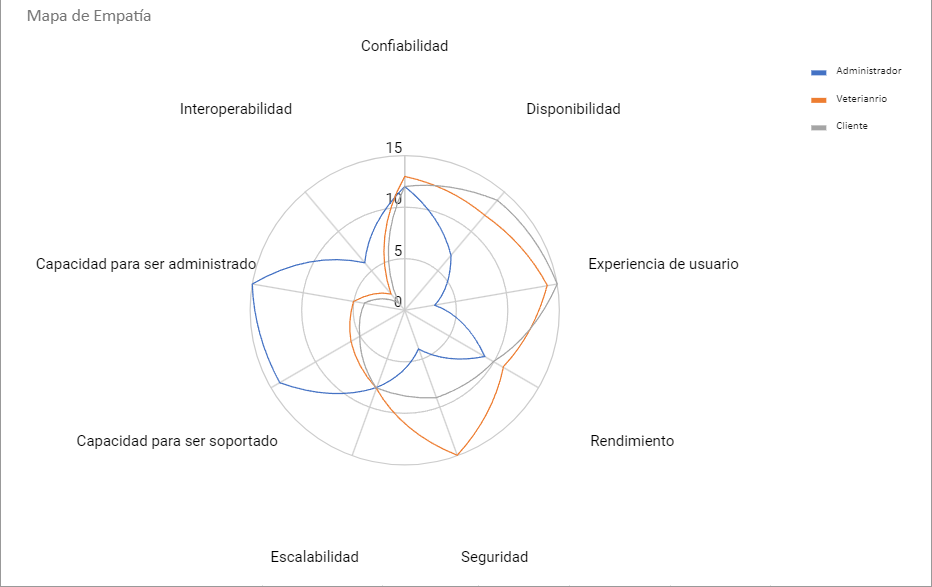 Mapa de Empatía
Confiabilidad
Administrador
Veterianrio
Cliente
Interoperabilidad
Disponibilidad
15
10
5
0
Capacidad para ser administrado
Experiencia de usuario
Capacidad para ser soportado
Rendimiento
Escalabilidad
Seguridad